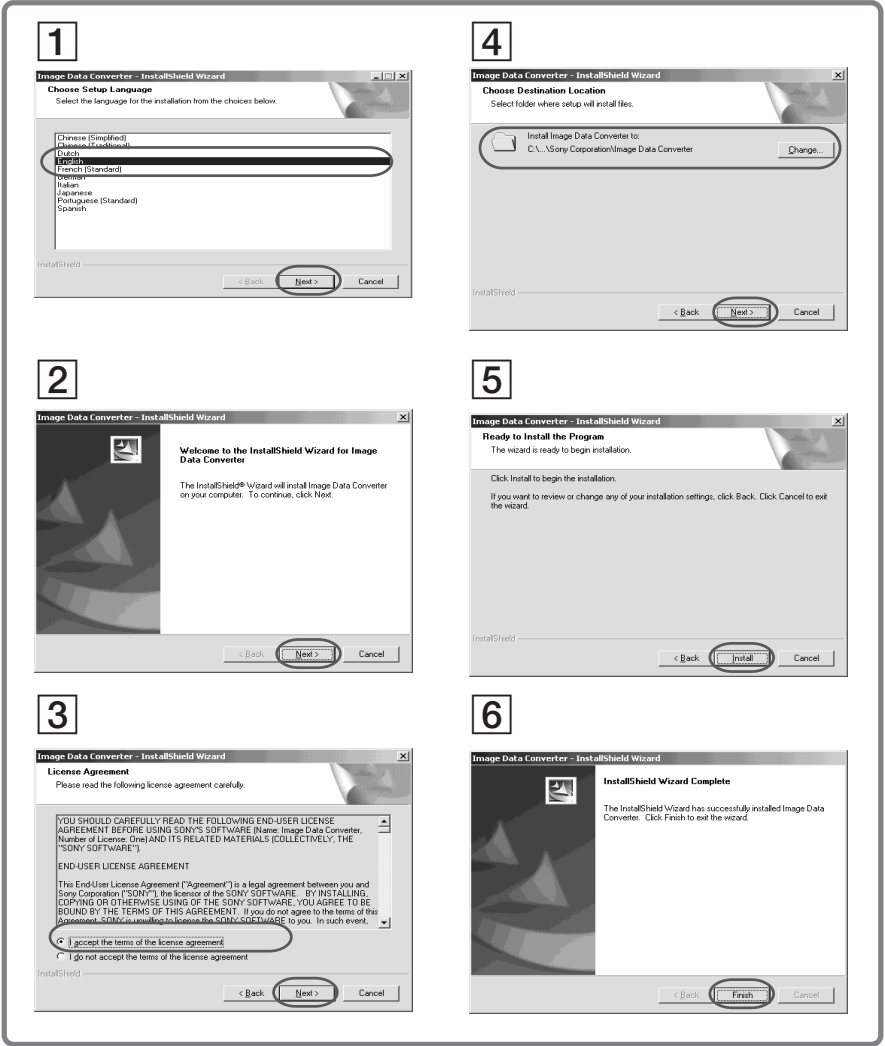 1
Image Data Converter - InstallShield Wizard
Choose Setup Language
Select the language for the installation from the choices below.
Chinese (Simplified)
Chinese (Traditional)
Dutch
English
French (Standard)
German
Italian
Japanese
Portuguese (Standard)
Spanish
InstallShield
< Back
Next >
Cancel
2
Image Data Converter - InstallShield Wizard
Welcome to the InstallShield Wizard for Image
Data Converter
The InstallShield® Wizard will install Image Data Converter
on your computer. To continue, click Next.
< Back
Next >
Cancel
3
Image Data Converter - InstallShield Wizard
License Agreement
Please read the following license agreement carefully.
YOU SHOULD CAREFULLY READ THE FOLLOWING END-USER LICENSE
AGREEMENT BEFORE USING SONY'S SOFTWARE (Name: Image Data Converter,
Number of License: One) AND ITS RELATED MATERIALS (COLLECTIVELY, THE
"SONY SOFTWARE").
END-USER LICENSE AGREEMENT
This End-User License Agreement ("Agreement") is a legal agreement between you and
Sony Corporation ("SONY"), the licensor of the SONY SOFTWARE. BY INSTALLING,
COPYING OR OTHERWISE USING OF THE SONY SOFTWARE, YOU AGREE TO BE
BOUND BY THE TERMS OF THIS AGREEMENT. If you do not agree to the terms of this
Agreement, SONY is unwilling to license the SONY SOFTWARE to you. In such event,
I accept the terms of the license agreement
I do not accept the terms of the license agreement
InstallShield
< Back
Next >
Cancel
4
Image Data Converter - InstallShield Wizard
Choose Destination Location
Select folder where setup will install files.
Install Image Data Converter to:
C:\...\Sony Corporation\Image Data Converter
Change...
InstallShield
< Back
Next >
Cancel
5
Image Data Converter - InstallShield Wizard
Ready to Install the Program
The wizard is ready to begin installation.
Click Install to begin the installation.
If you want to review or change any of your installation settings, click Back. Click Cancel to exit
the wizard.
InstallShield
< Back
Install
Cancel
6
Image Data Converter - InstallShield Wizard
InstallShield Wizard Complete
The InstallShield Wizard has successfully installed Image Data
Converter. Click Finish to exit the wizard.
< Back
Finish
Cancel